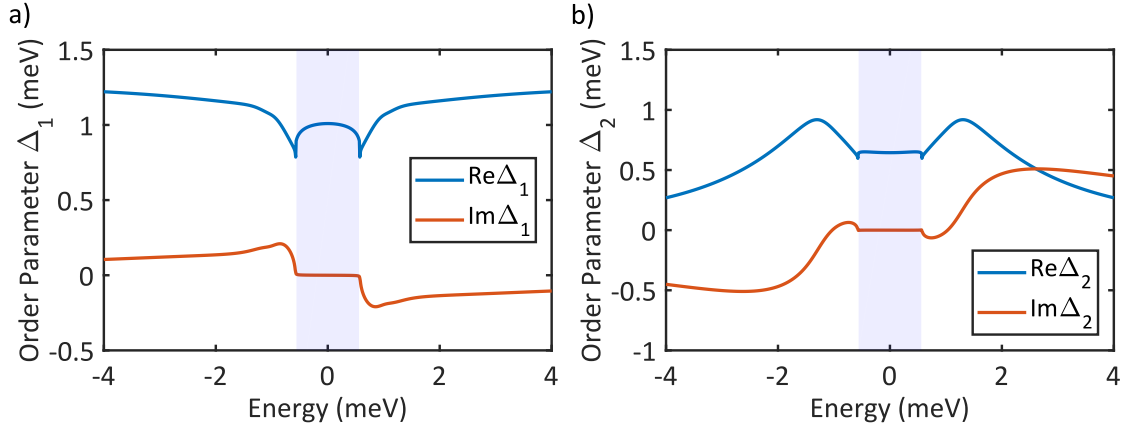 a)
Order Parameter Δ₁ (meV)
1.5
1
0.5
0
-0.5
ReΔ₁
ImΔ₁
-4
-2
0
2
4
Energy (meV)
b)
Order Parameter Δ₂ (meV)
1.5
1
0.5
0
-0.5
-1
ReΔ₂
ImΔ₂
-4
-2
0
2
4
Energy (meV)